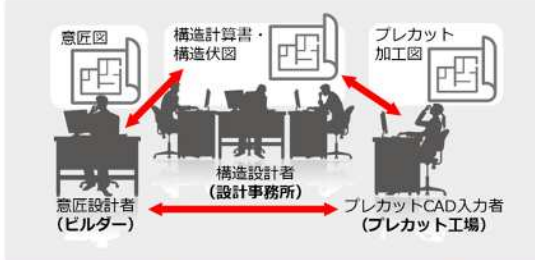 意匠図
構造計算書・
構造伏図
プレカット
加工図
意匠設計者
(ビルダー)
構造設計者
(設計事務所)
プレカットCAD入力者
(プレカット工場)